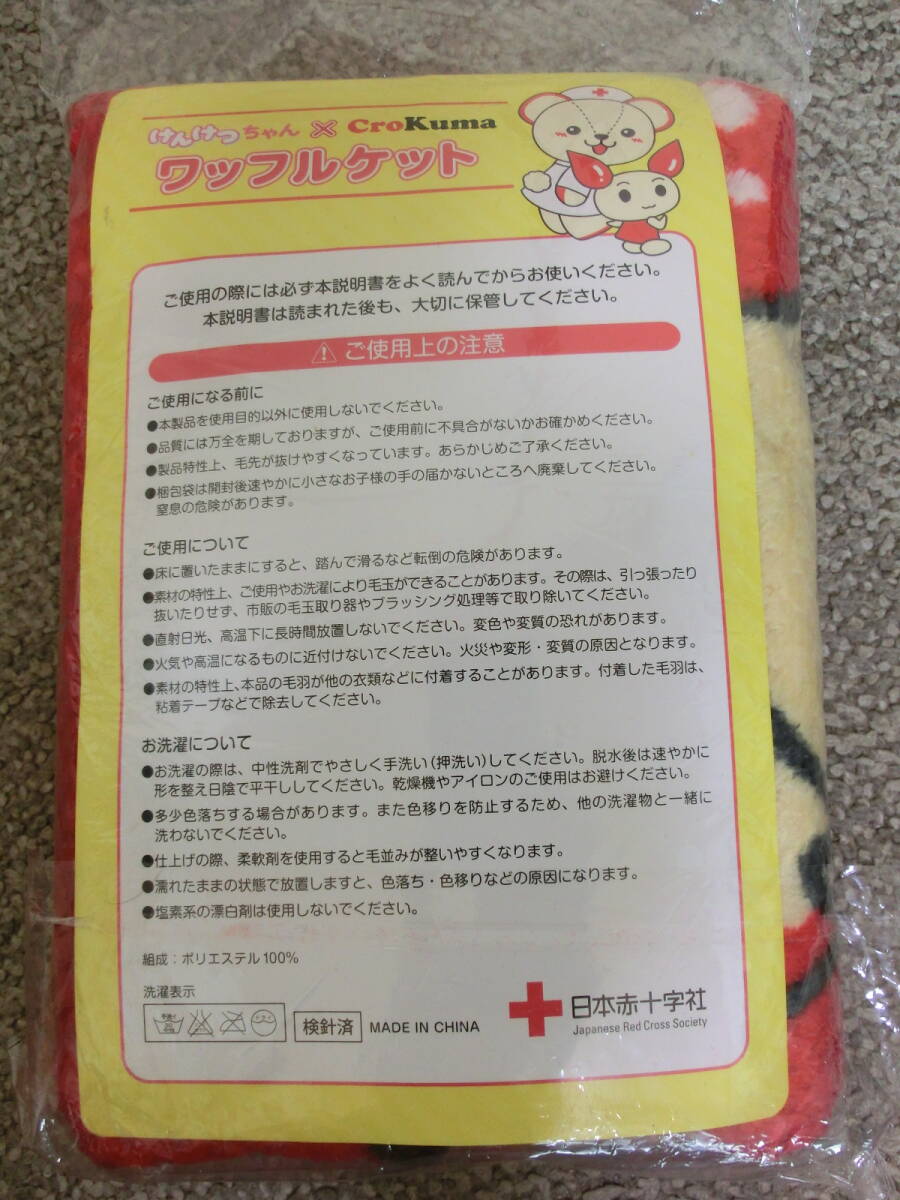 けんけつちゃん × CroKuma
ワッフルケット
ご使用の際には必ず本説明書をよく読んでからお使いください。
本説明書は読まれた後も、大切に保管してください。
ご使用上の注意
ご使用になる前に
●本製品を使用目的以外に使用しないでください。
●品質には万全を期しておりますが、ご使用前に不具合がないかお確かめください。
●製品特性上、毛先が抜けやすくなっています。あらかじめご了承ください。
●梱包袋は開封後速やかに小さなお子様の手の届かないところへ廃棄してください。
窒息の危険があります。
ご使用について
●床に置いたままにすると、踏んで滑るなど転倒の危険があります。
●素材の特性上、ご使用やお洗濯により毛玉ができることがあります。その際は、引っ張ったり
抜いたりせず、市販の毛玉取り器やブラッシング処理等で取り除いてください。
●直射日光、高温下に長時間放置しないでください。変色や変質の恐れがあります。
●火気や高温になるものに近付けないでください。火災や変形・変質の原因となります。
●素材の特性上、本品の毛羽が他の衣類などに付着することがあります。付着した毛羽は、
粘着テープなどで除去してください。
お洗濯について
●お洗濯の際は、中性洗剤でやさしく手洗い（押洗い）してください。脱水後は速やかに
形を整え日陰で平干ししてください。乾燥機やアイロンのご使用はお避けください。
●多少色落ちする場合があります。また色移りを防止するため、他の洗濯物と一緒に
洗わないでください。
●仕上げの際、柔軟剤を使用すると毛並みが整いやすくなります。
●濡れたままの状態で放置しますと、色落ち・色移りなどの原因になります。
●塩素系の漂白剤は使用しないでください。
組成：ポリエステル100%
洗濯表示
検針済 MADE IN CHINA
日本赤十字社
Japanese Red Cross Society